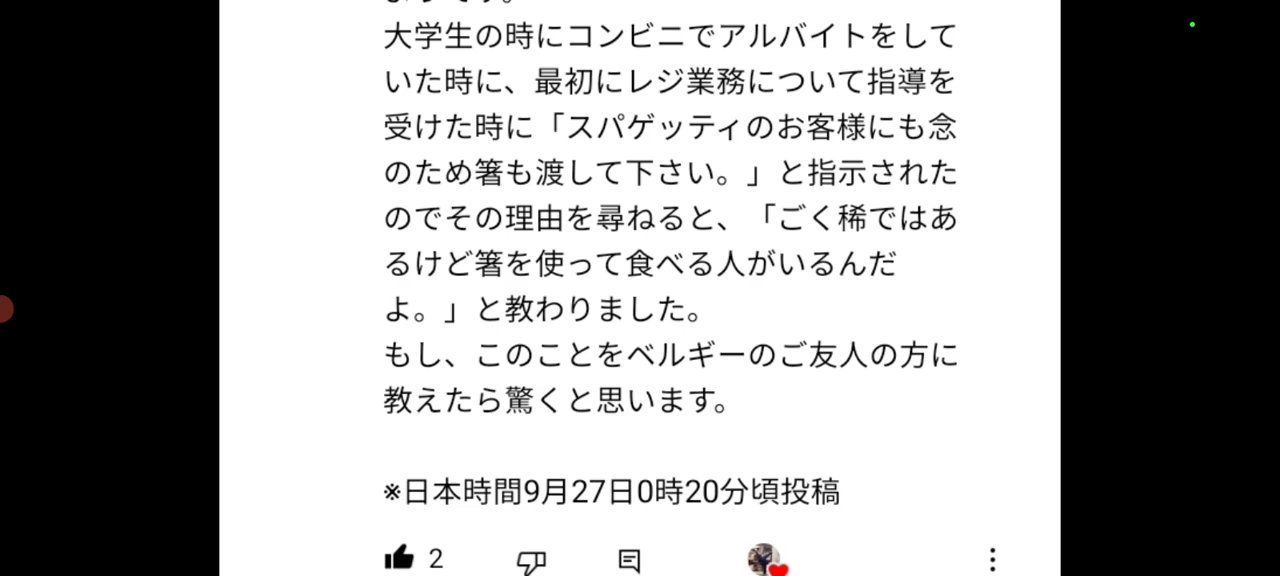 大学生の時にコンビニでアルバイトをして
いた時に、最初にレジ業務について指導を
受けた時に「スパゲッティのお客様にも念
のため箸も渡して下さい。」と指示された
のでその理由を尋ねると、「ごく稀ではあ
るけど箸を使って食べる人がいるんだ
よ。」と教わりました。
もし、このことをベルギーのご友人の方に
教えたら驚くと思います。
※日本時間9月27日0時20分頃投稿
2